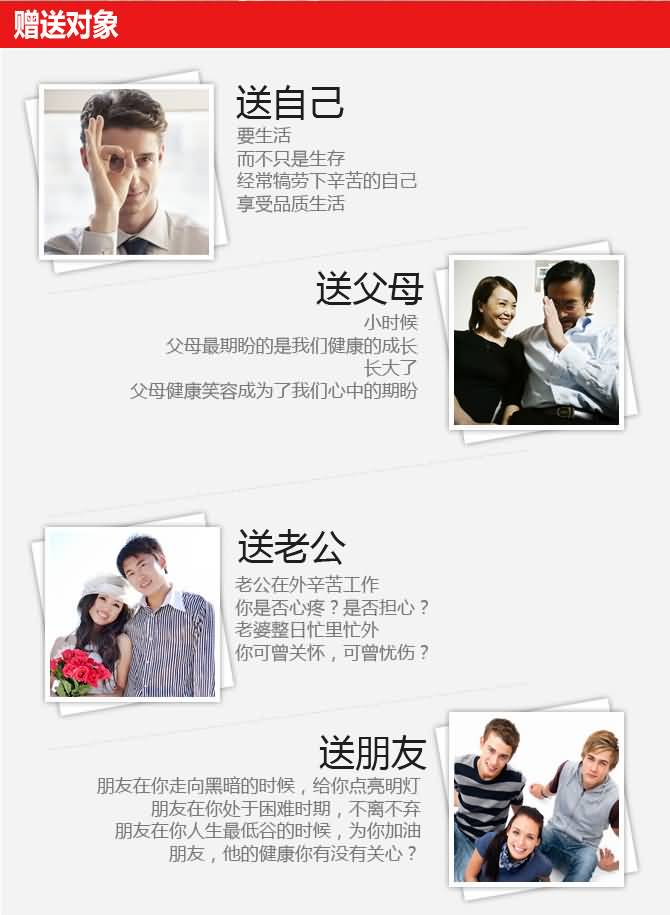 赠送对象
送自己
要生活
而不只是生存
经常犒劳下辛苦的自己
享受品质生活
送父母
小时候
父母最期盼的是我们健康的成长
长大了
父母健康笑容成为了我们心中的期盼
送老公
老公在外辛苦工作
你是否心疼？是否担心？
老婆整日忙里忙外
你可曾关怀，可曾忧伤？
送朋友
朋友在你走向黑暗的时候，给你点亮明灯
朋友在你处于困难时期，不离不弃
朋友在你人生最低谷的时候，为你加油
朋友，他的健康你有没有关心？